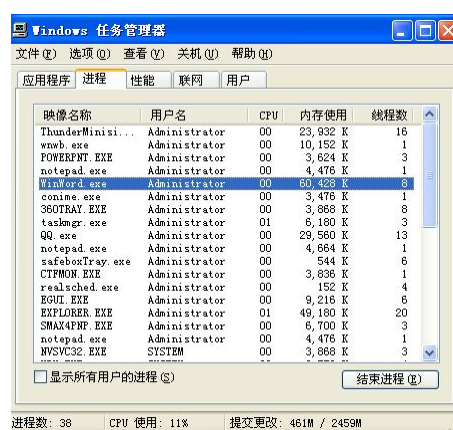 Windows 任务管理器
文件(F) 选项(O) 查看(V) 关机(U) 帮助(H)
应用程序 进程 性能 联网 用户
映像名称 用户名 CPU 内存使用 线程数
ThunderMinisi... Administrator 00 23,932 K 16
wnwb.exe Administrator 00 10,152 K 1
POWERPNT.EXE Administrator 00 3,624 K 3
notepad.exe Administrator 00 4,476 K 1
WinWord.exe Administrator 00 60,428 K 8
conime.exe Administrator 00 3,476 K 1
360TRAY.EXE Administrator 00 3,868 K 8
taskmgr.exe Administrator 01 6,180 K 3
QQ.exe Administrator 00 29,560 K 13
notepad.exe Administrator 00 4,664 K 1
safeboxTray.exe Administrator 00 544 K 6
CTFMON.EXE Administrator 00 3,836 K 1
realsched.exe Administrator 00 152 K 4
EGUI.EXE Administrator 00 9,216 K 6
EXPLORER.EXE Administrator 01 49,180 K 20
SMAX4PNP.EXE Administrator 00 6,700 K 3
notepad.exe Administrator 00 4,476 K 1
NVSVC32.EXE SYSTEM 00 3,868 K 3
显示所有用户的进程(S) 结束进程(E)
进程数: 38 CPU 使用: 11% 提交更改: 461M / 2459M